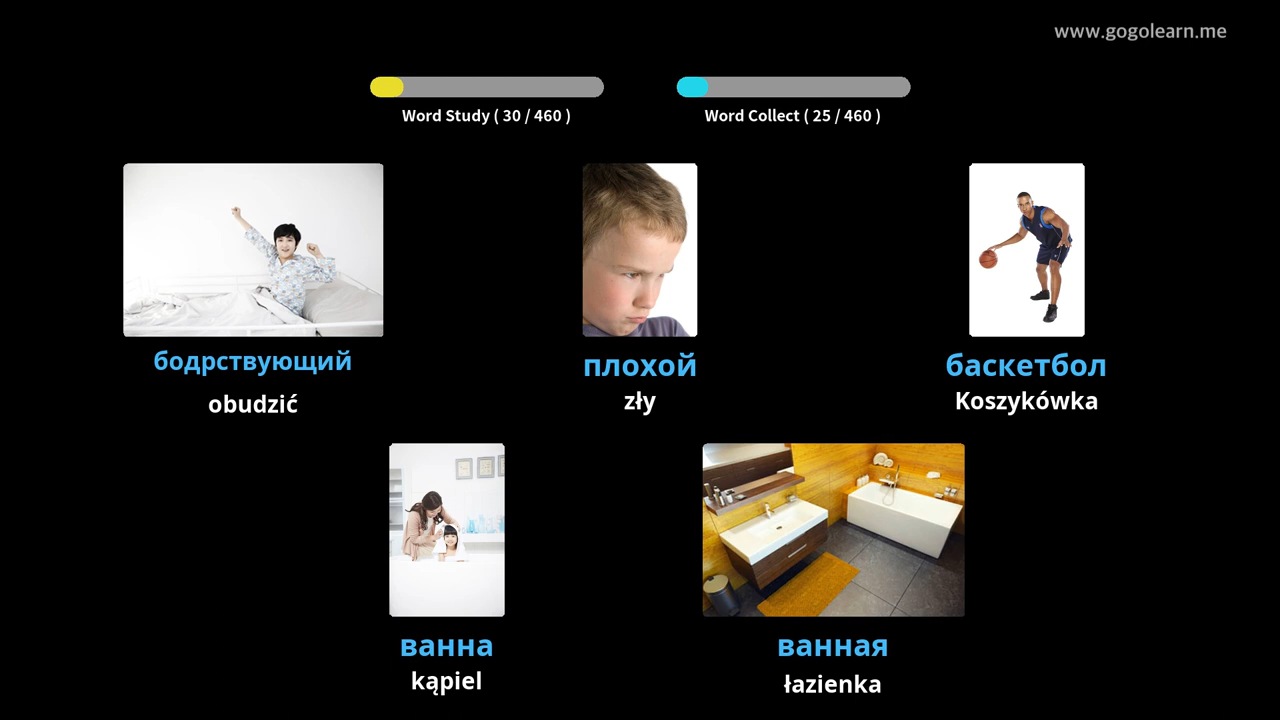 www.gogolearn.me
Word Study ( 30 / 460 )
Word Collect ( 25 / 460 )
бодрствующий
obudzić
плохой
zły
баскетбол
Koszykówka
ванна
kąpiel
ванная
łazienka